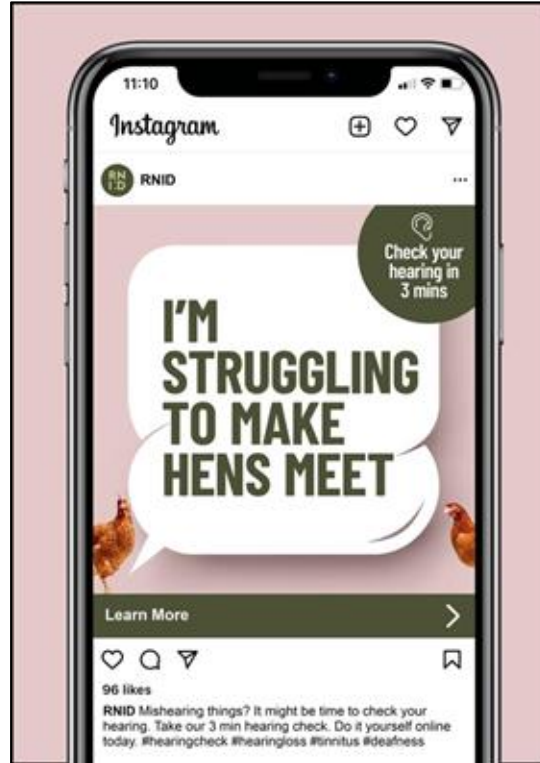 11:10
Instagram
RN
I:D
RNID
...
Check your
hearing in
3 mins
I'M
STRUGGLING
TO MAKE
HENS MEET
Learn More
96 likes
RNID Mishearing things? It might be time to check your
hearing. Take our 3 min hearing check. Do it yourself online
today. #hearingcheck #hearingloss #tinnitus #deafness